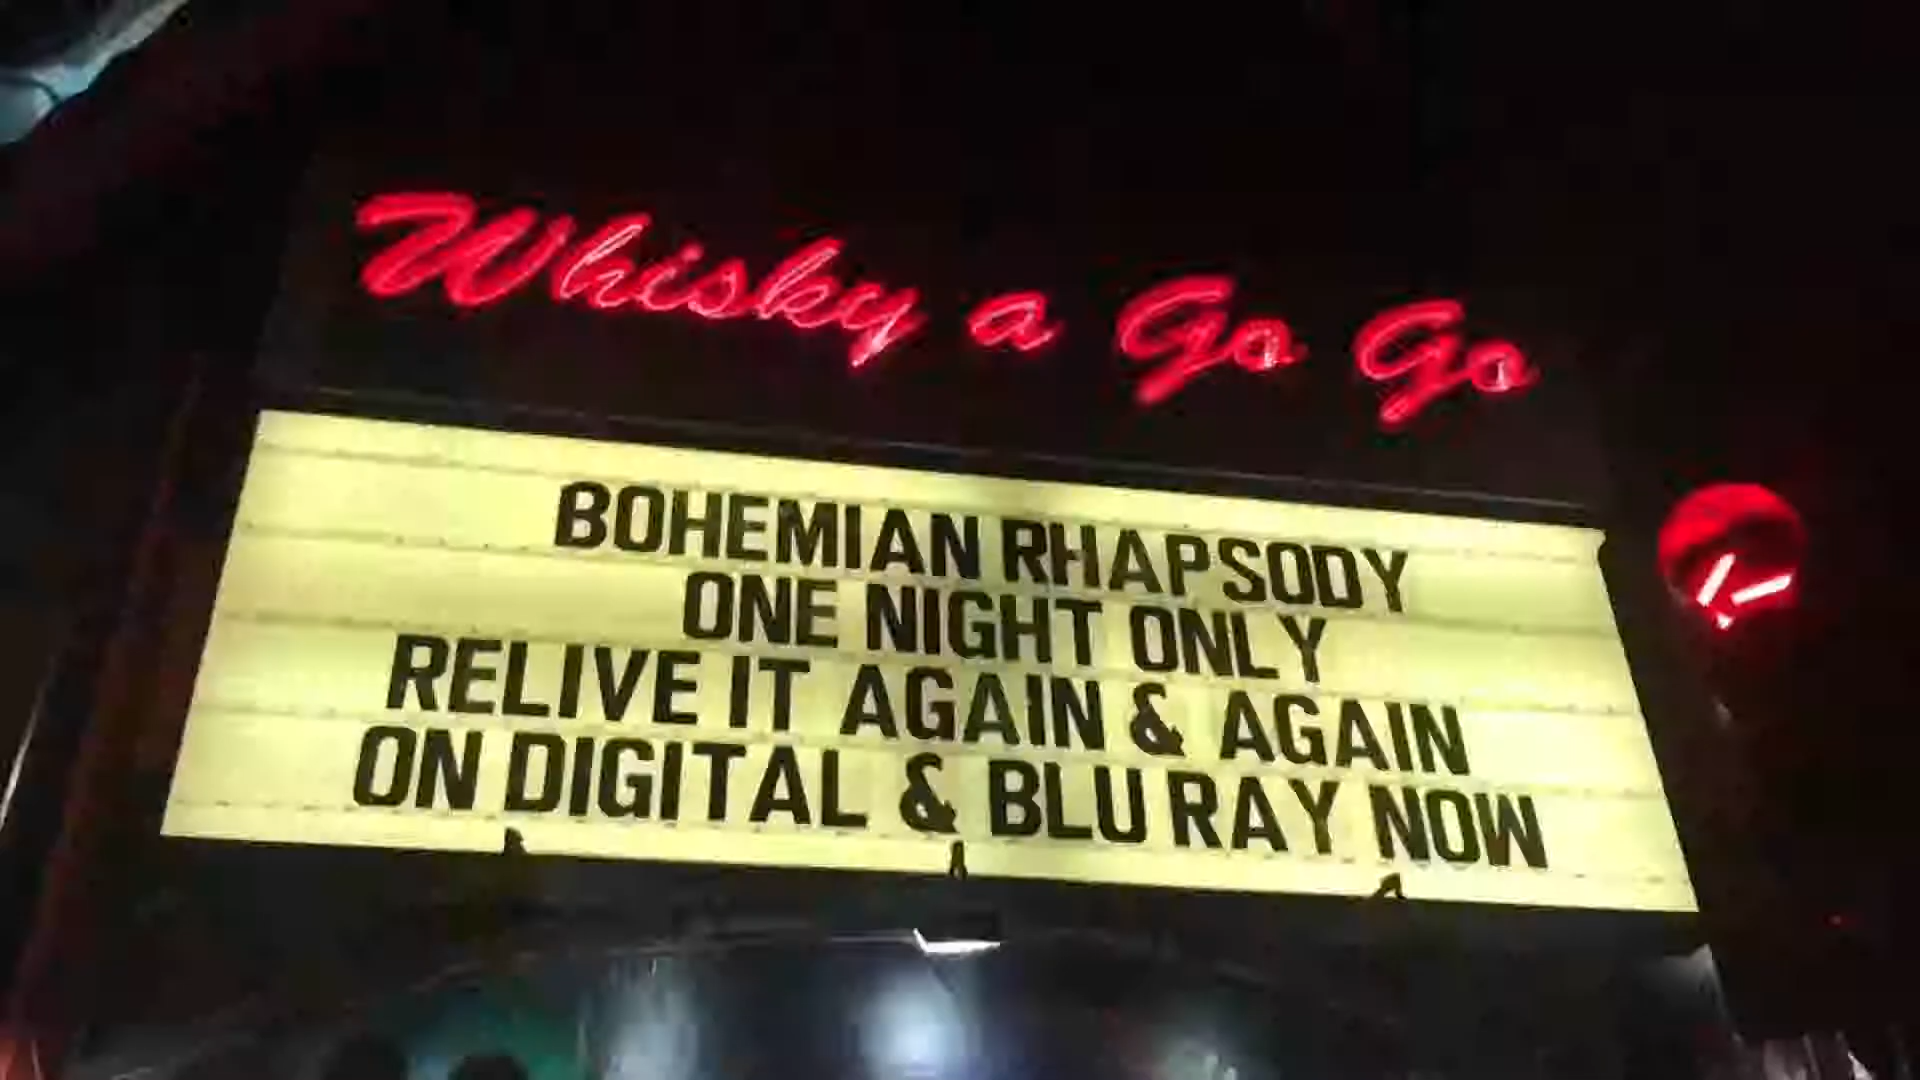 Whisky a Go Go
BOHEMIAN RHAPSODY
ONE NIGHT ONLY
RELIVE IT AGAIN & AGAIN
ON DIGITAL & BLU RAY NOW